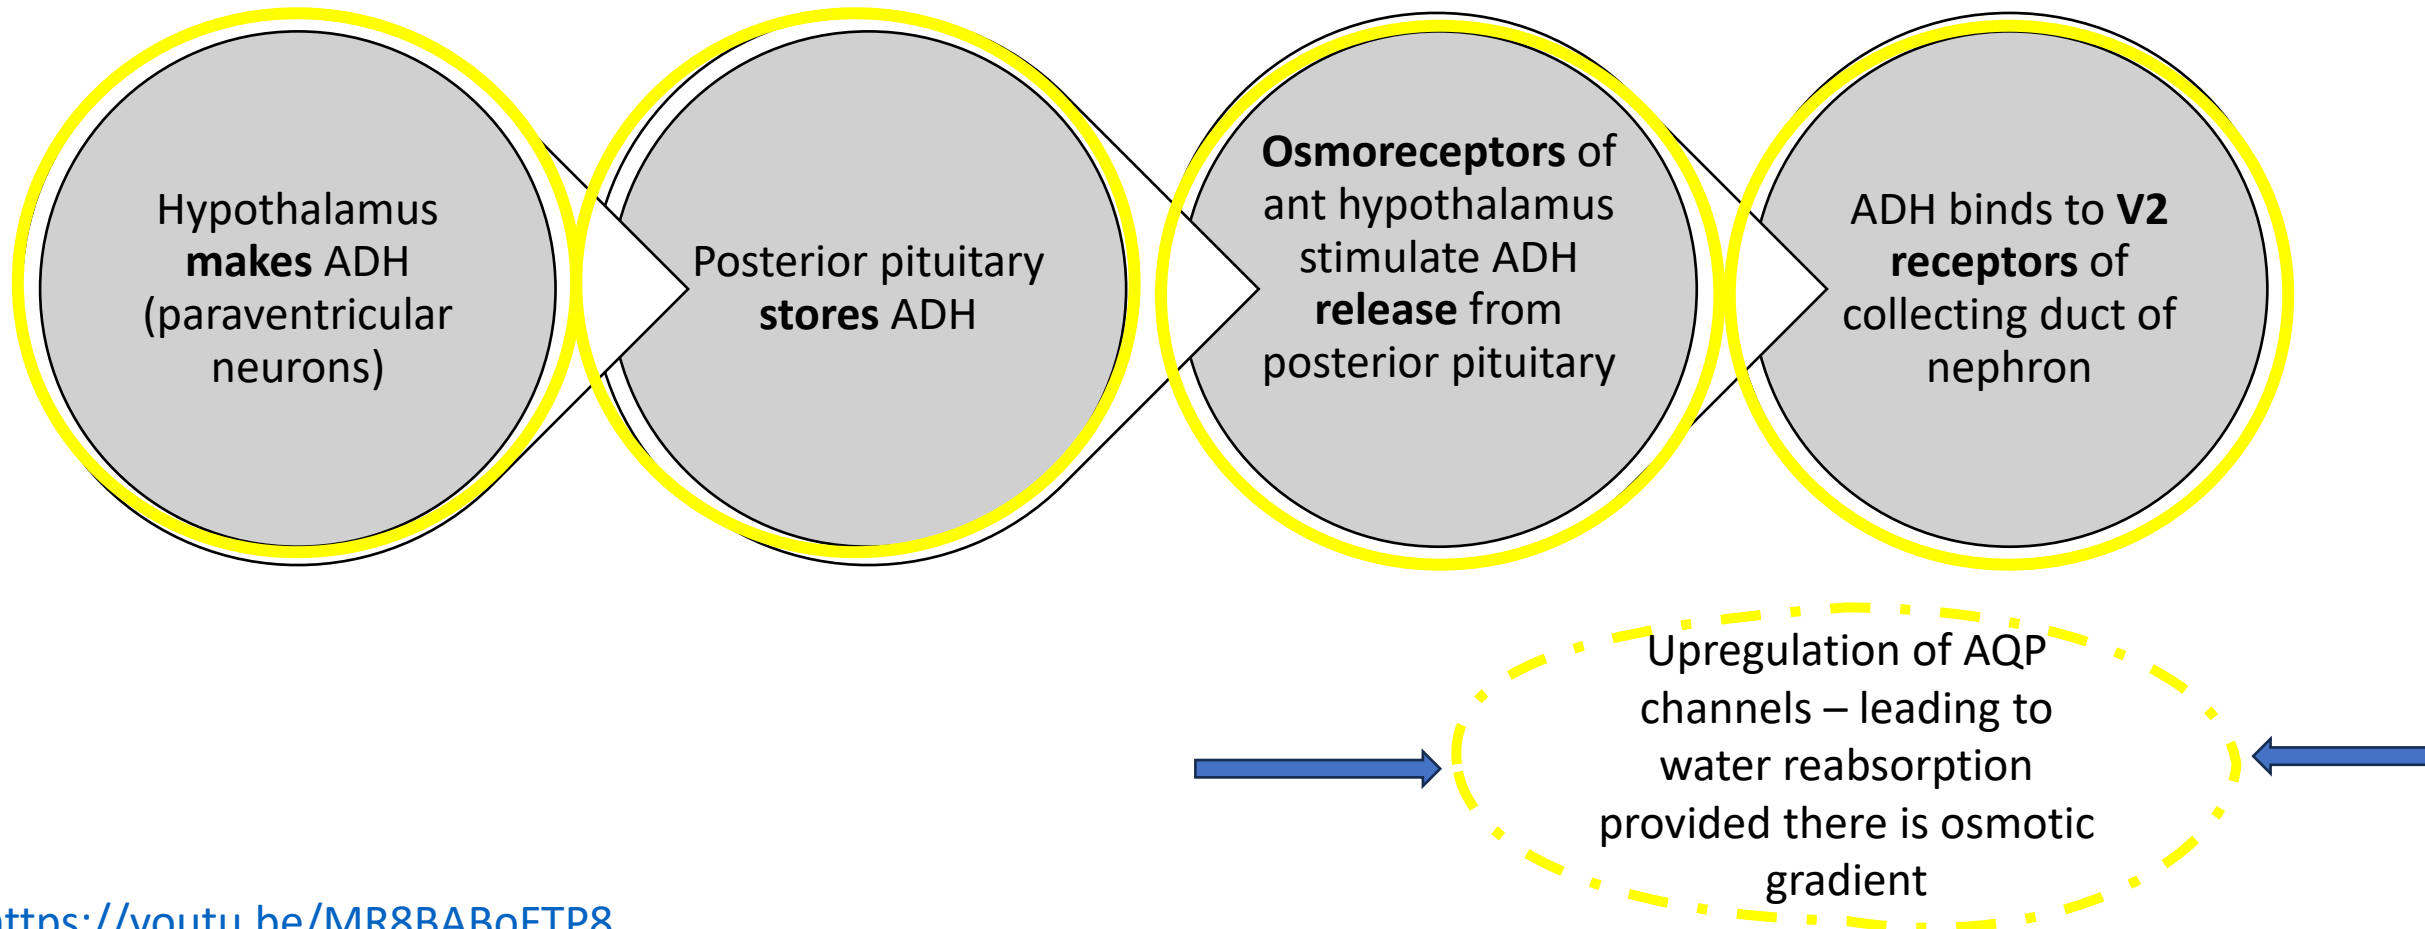 Hypothalamus
makes ADH
(paraventricular
neurons)
Posterior pituitary
stores ADH
Osmoreceptors of
ant hypothalamus
stimulate ADH
release from
posterior pituitary
ADH binds to V2
receptors of
collecting duct of
nephron
Upregulation of AQP
channels – leading to
water reabsorption
provided there is osmotic
gradient